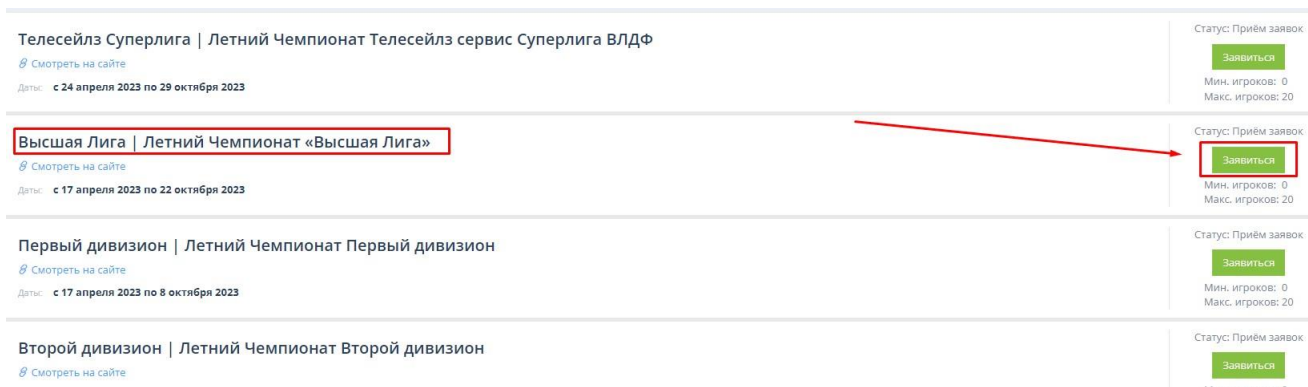 Телесейлз Суперлига | Летний Чемпионат Телесейлз сервис Суперлига ВЛДФ
Смотреть на сайте
Даты: с 24 апреля 2023 по 29 октября 2023
Статус: Приём заявок
Заявиться
Мин. игроков: 0
Макс. игроков: 20
Высшая Лига | Летний Чемпионат «Высшая Лига»
Смотреть на сайте
Даты: с 17 апреля 2023 по 22 октября 2023
Статус: Приём заявок
Заявиться
Мин. игроков: 0
Макс. игроков: 20
Первый дивизион | Летний Чемпионат Первый дивизион
Смотреть на сайте
Даты: с 17 апреля 2023 по 8 октября 2023
Статус: Приём заявок
Заявиться
Мин. игроков: 0
Макс. игроков: 20
Второй дивизион | Летний Чемпионат Второй дивизион
Смотреть на сайте
Статус: Приём заявок
Заявиться